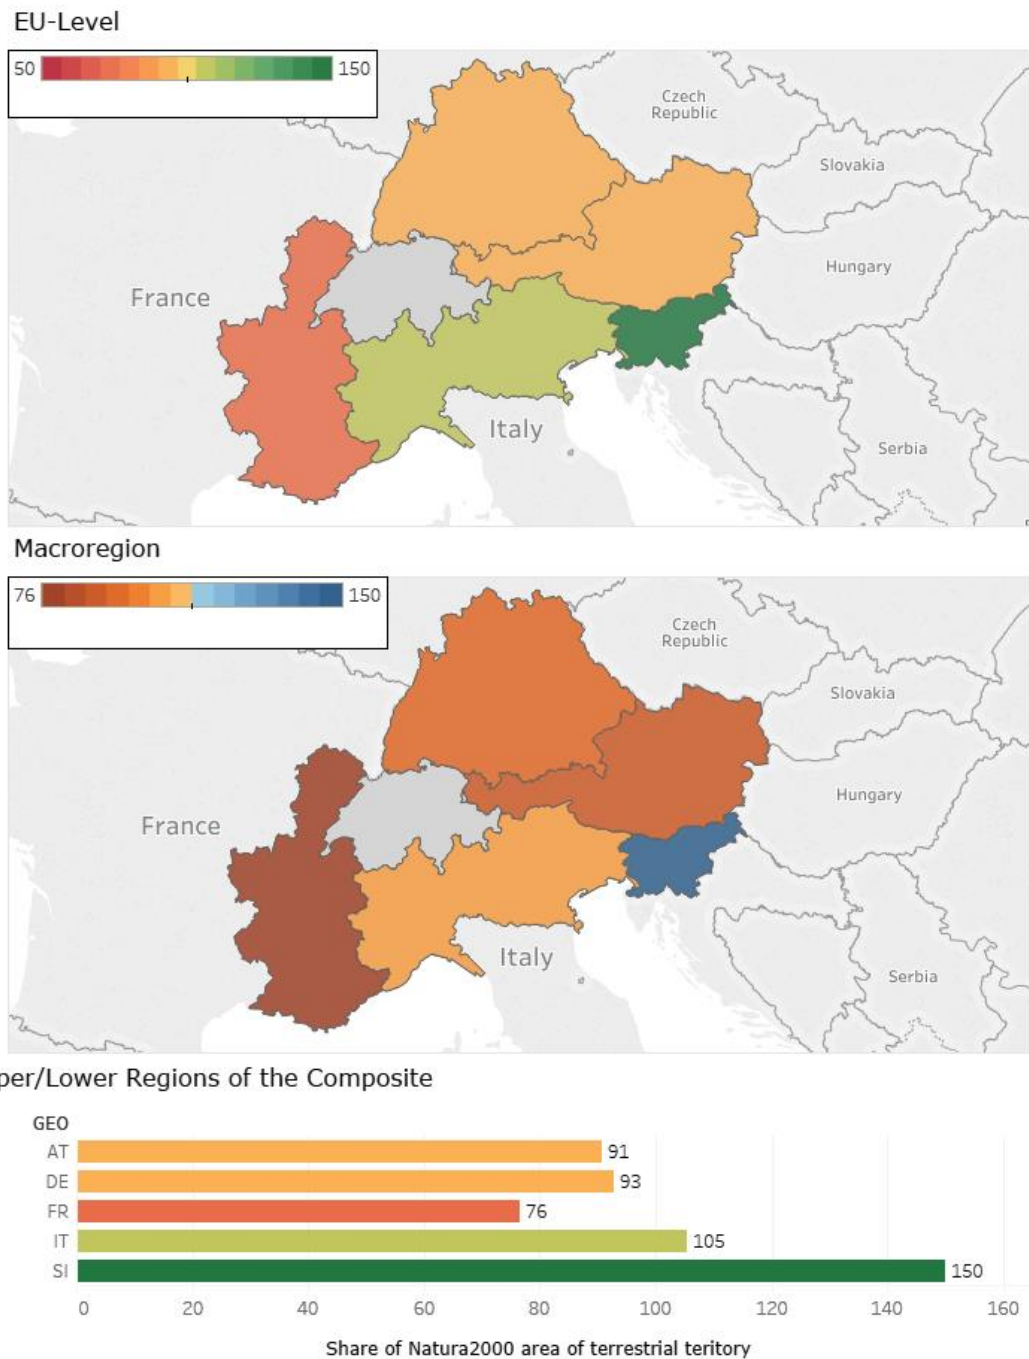 EU-Level
50 150
Czech
Republic
Slovakia
Hungary
France
Italy
Serbia
Macroregion
76 150
Czech
Republic
Slovakia
Hungary
France
Italy
Serbia
per/Lower Regions of the Composite
GEO
AT 91
DE 93
FR 76
IT 105
SI 150
0 20 40 60 80 100 120 140 160
Share of Natura2000 area of terrestrial teritory